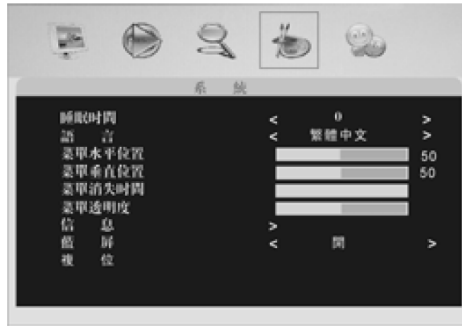 系 統
睡眠时間 < 0 >
語 言 < 繁體中文 >
菜單水平位置 50
菜單垂直位置 50
菜單消失时間
菜單透明度
信 息 >
藍 屏 < 開 >
複 位